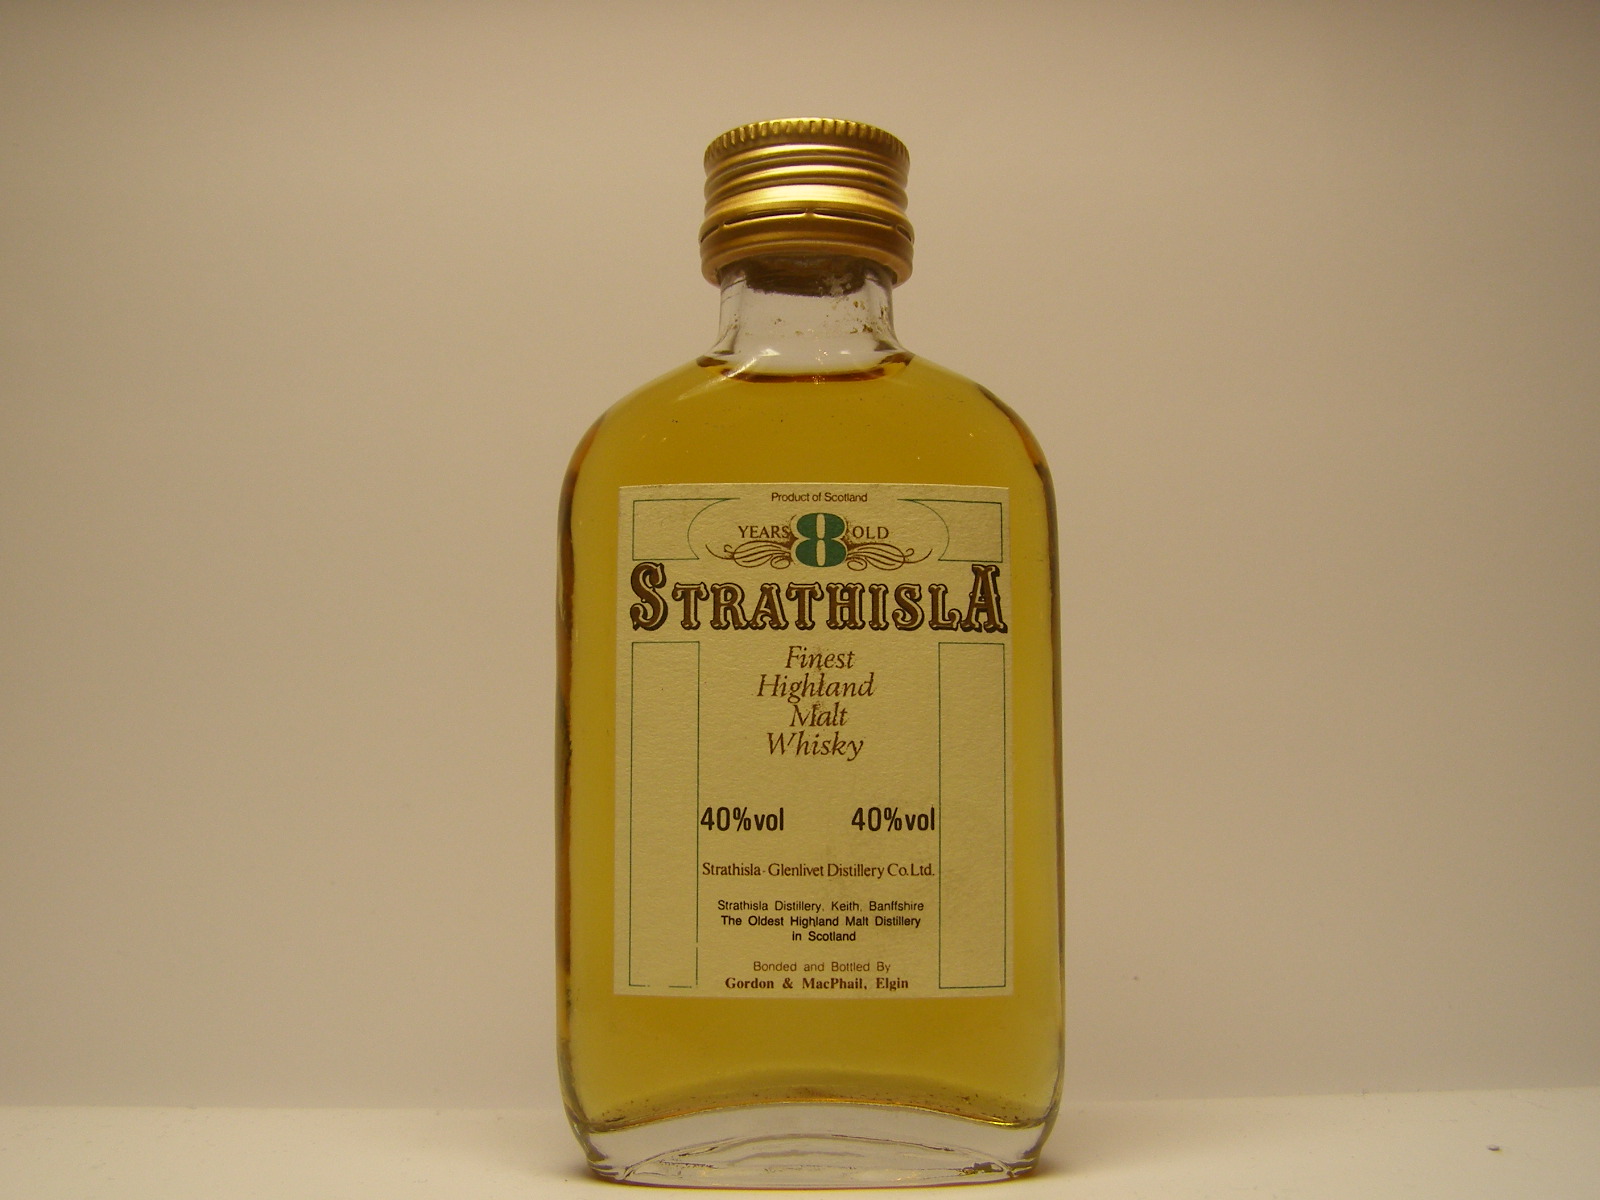 Product of Scotland
YEARS 8 OLD
STRATHISLA
Finest
Highland
Malt
Whisky
40%vol 40%vol
Strathisla-Glenlivet Distillery Co.Ltd.
Strathisla Distillery, Keith, Banffshire
The Oldest Highland Malt Distillery
in Scotland
Bonded and Bottled By
Gordon & MacPhail, Elgin